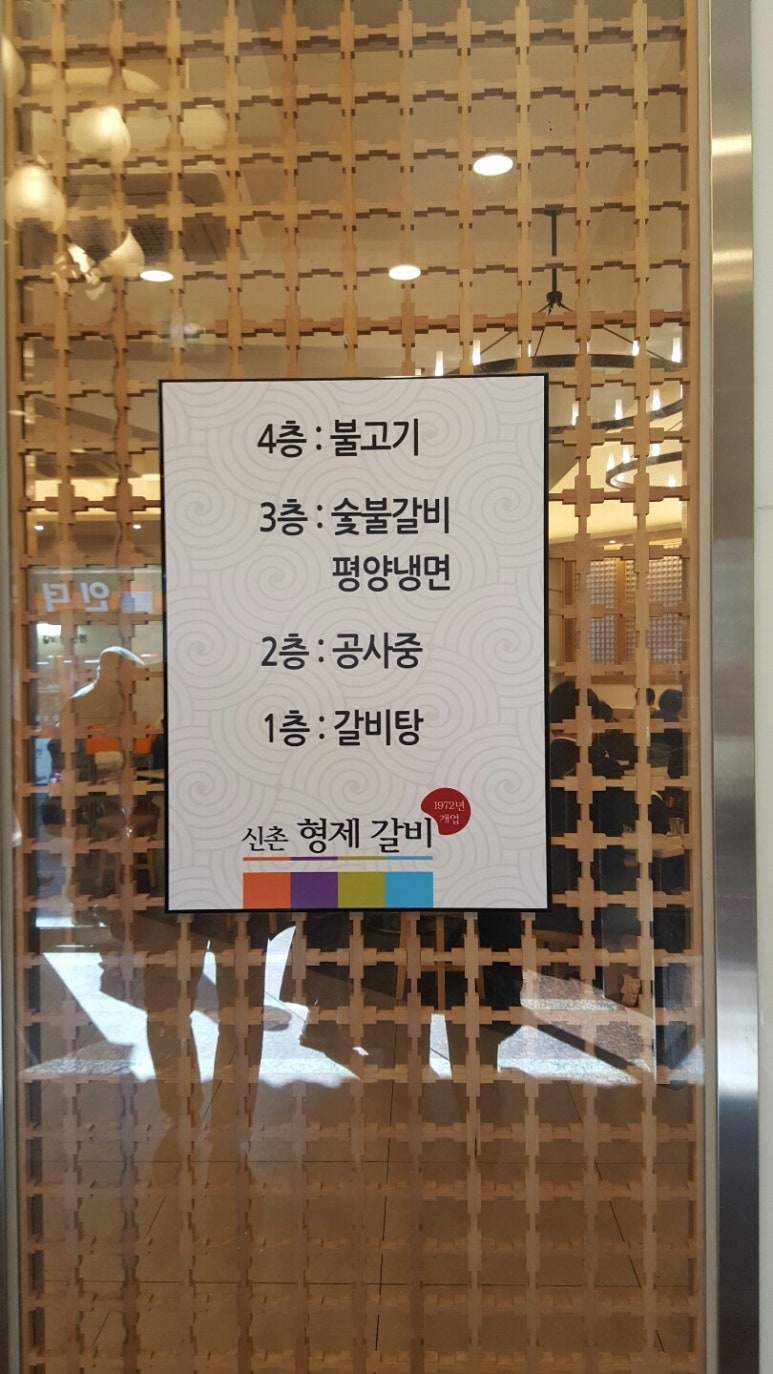 4층 : 불고기
3층 : 숯불갈비
평양냉면
2층 : 공사중
1층 : 갈비탕
1972년
개업
신촌 형제 갈비